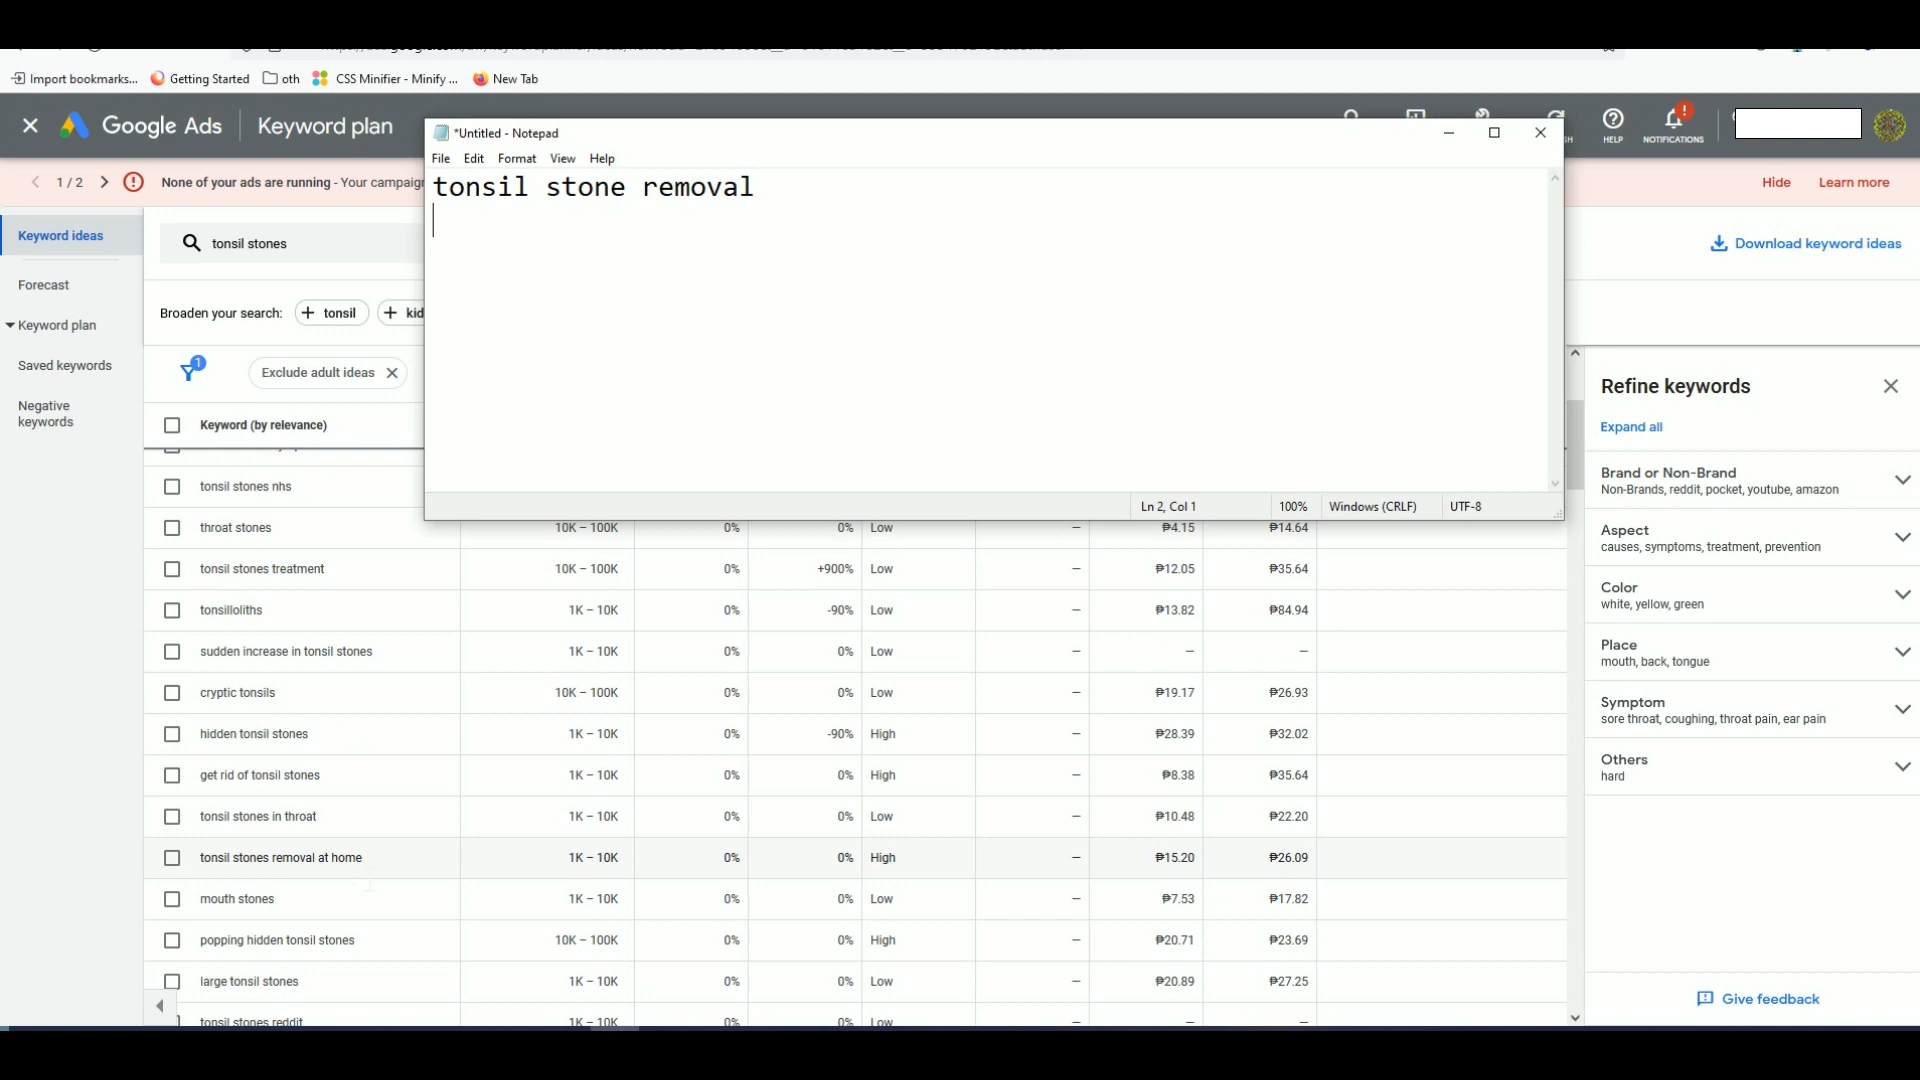 Import bookmarks... Getting Started oth CSS Minifier - Minify ... New Tab
Google Ads Keyword plan
HELP NOTIFICATIONS
*Untitled - Notepad
File Edit Format View Help
1 / 2 None of your ads are running - Your campaig
Hide Learn more
tonsil stone removal
Keyword ideas
Forecast
Keyword plan
Saved keywords
Negative
keywords
tonsil stones
Download keyword ideas
Broaden your search: tonsil kid
1 Exclude adult ideas
Keyword (by relevance)
tonsil stones nhs
Ln 2, Col 1 100% Windows (CRLF) UTF-8
throat stones 10K – 100K 0% 0% Low – ₱4.15 ₱14.64
tonsil stones treatment 10K – 100K 0% +900% Low – ₱12.05 ₱35.64
tonsilloliths 1K – 10K 0% -90% Low – ₱13.82 ₱84.94
sudden increase in tonsil stones 1K – 10K 0% 0% Low – – –
cryptic tonsils 10K – 100K 0% 0% Low – ₱19.17 ₱26.93
hidden tonsil stones 1K – 10K 0% -90% High – ₱28.39 ₱32.02
get rid of tonsil stones 1K – 10K 0% 0% High – ₱8.38 ₱35.64
tonsil stones in throat 1K – 10K 0% 0% Low – ₱10.48 ₱22.20
tonsil stones removal at home 1K – 10K 0% 0% High – ₱15.20 ₱26.09
mouth stones 1K – 10K 0% 0% Low – ₱7.53 ₱17.82
popping hidden tonsil stones 10K – 100K 0% 0% High – ₱20.71 ₱23.69
large tonsil stones 1K – 10K 0% 0% Low – ₱20.89 ₱27.25
tonsil stones reddit 1K – 10K 0% 0% Low – – –
Refine keywords
Expand all
Brand or Non-Brand
Non-Brands, reddit, pocket, youtube, amazon
Aspect
causes, symptoms, treatment, prevention
Color
white, yellow, green
Place
mouth, back, tongue
Symptom
sore throat, coughing, throat pain, ear pain
Others
hard
Give feedback